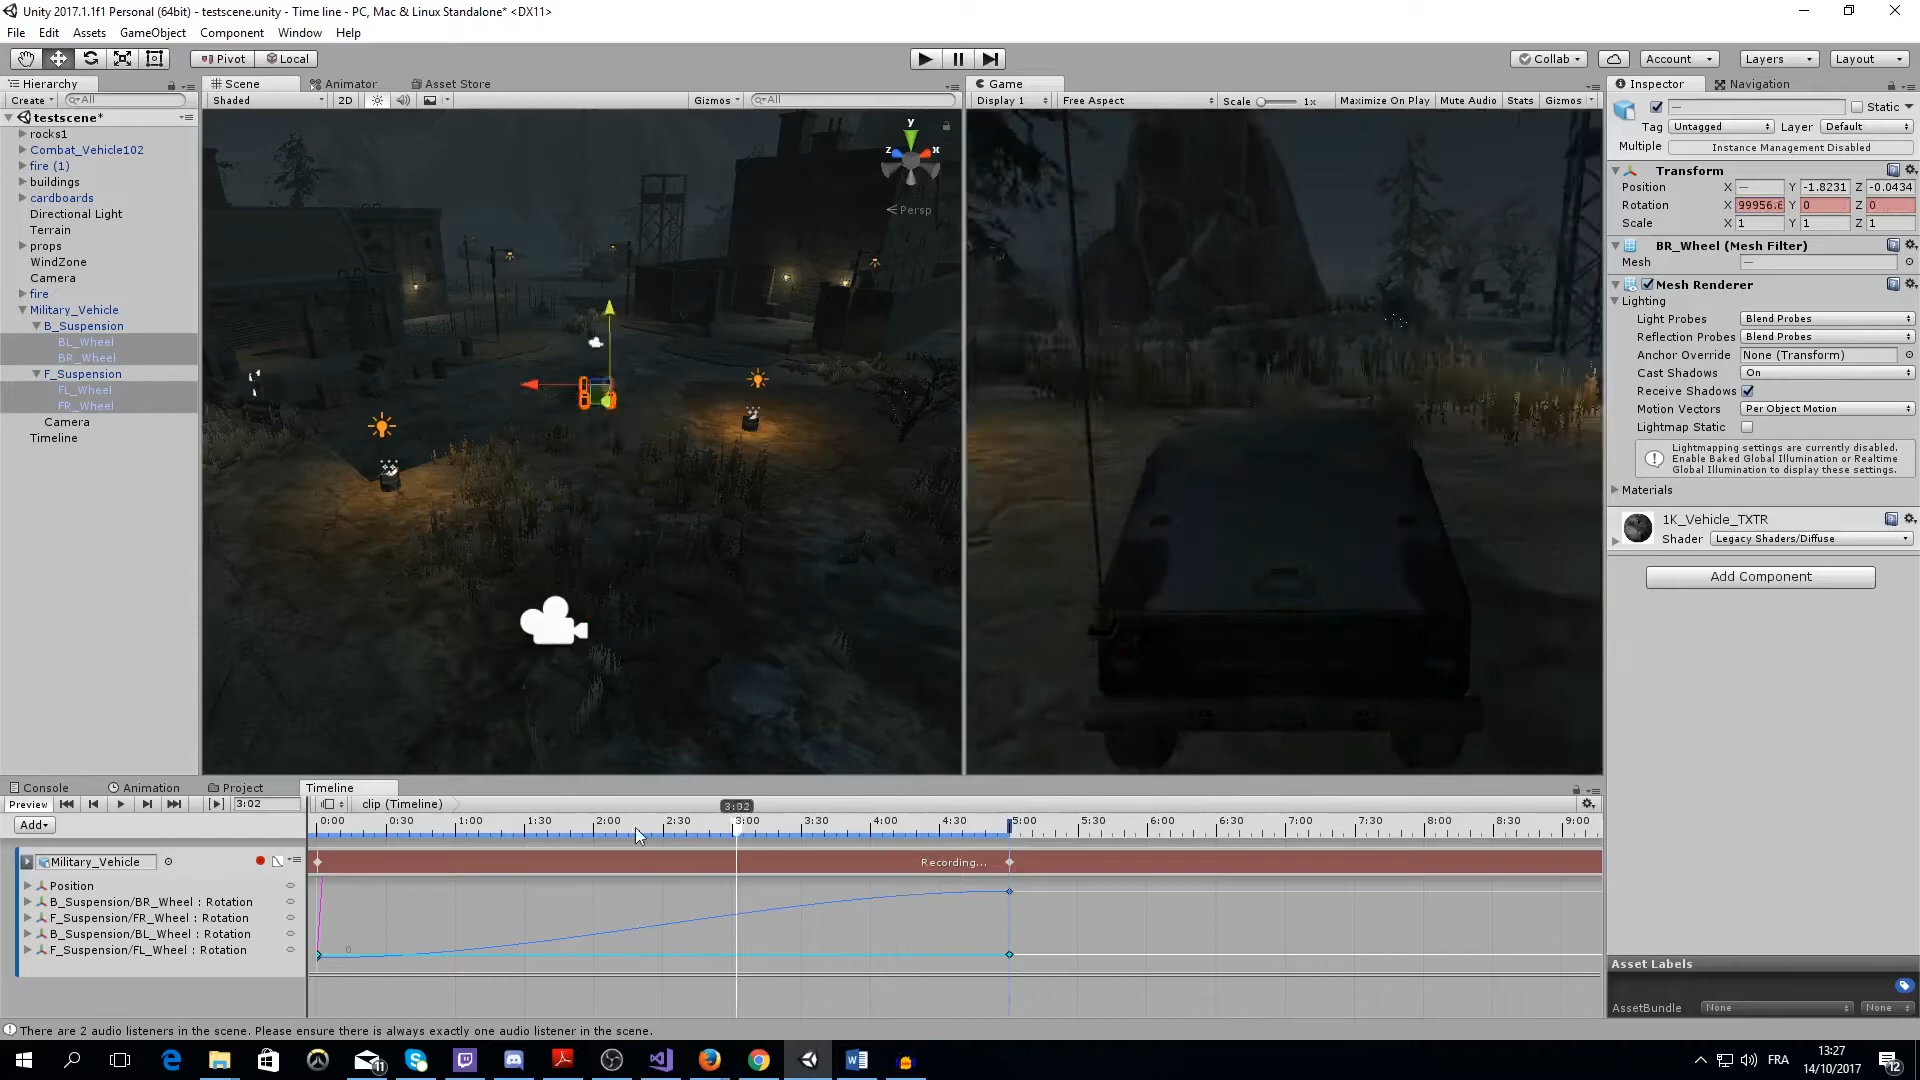 Unity 2017.1.1f1 Personal (64bit) - testscene.unity - Time line - PC, Mac & Linux Standalone* <DX11>
File Edit Assets GameObject Component Window Help
Pivot Local Collab Account Layers Layout
Hierarchy Scene Animator Asset Store Game Inspector Navigation
Create All Shaded 2D Gizmos All Display 1 Free Aspect Scale 1x Maximize On Play Mute Audio Stats Gizmos Static
testscene*
rocks1
Combat_Vehicle102
fire (1)
buildings
cardboards
Directional Light
Terrain
props
WindZone
Camera
fire
Military_Vehicle
B_Suspension
BL_Wheel
BR_Wheel
F_Suspension
FL_Wheel
FR_Wheel
Camera
Timeline
y
z x
Persp
Tag Untagged Layer Default
Multiple Instance Management Disabled
Transform
Position X — Y -1.8231 Z -0.0434
Rotation X 99956.6 Y 0 Z 0
Scale X 1 Y 1 Z 1
BR_Wheel (Mesh Filter)
Mesh —
Mesh Renderer
Lighting
Light Probes Blend Probes
Reflection Probes Blend Probes
Anchor Override None (Transform)
Cast Shadows On
Receive Shadows
Motion Vectors Per Object Motion
Lightmap Static
Lightmapping settings are currently disabled.
Enable Baked Global Illumination or Realtime
Global Illumination to display these settings.
Materials
1K_Vehicle_TXTR
Shader Legacy Shaders/Diffuse
Add Component
Asset Labels
AssetBundle None None
Console Animation Project Timeline
Preview 3:02 clip (Timeline) 3:02
Add
0:00 0:30 1:00 1:30 2:00 2:30 3:00 3:30 4:00 4:30 5:00 5:30 6:00 6:30 7:00 7:30 8:00 8:30 9:00
Military_Vehicle Recording...
Position
B_Suspension/BR_Wheel : Rotation
F_Suspension/FR_Wheel : Rotation
B_Suspension/BL_Wheel : Rotation
F_Suspension/FL_Wheel : Rotation
0
There are 2 audio listeners in the scene. Please ensure there is always exactly one audio listener in the scene.
11 FRA 13:27
14/10/2017 12